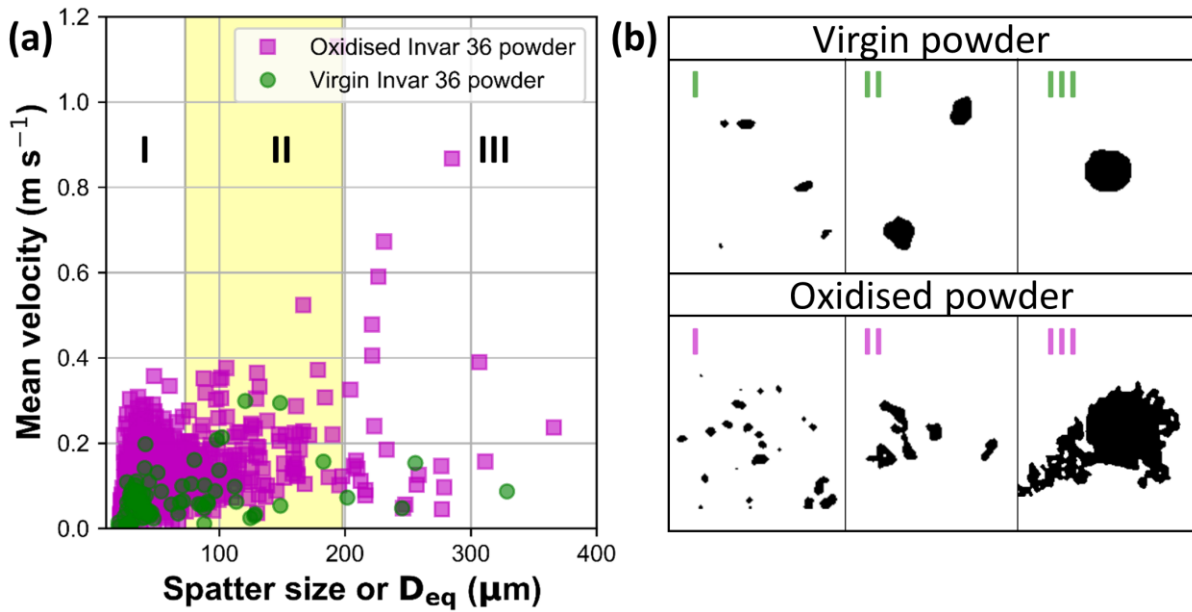 (a)
1.2
1.0
0.8
0.6
0.4
0.2
0.0
Mean velocity (m s⁻¹)
Oxidised Invar 36 powder
Virgin Invar 36 powder
I
II
III
100
200
300
400
Spatter size or D_eq (μm)
(b)
Virgin powder
I
II
III
Oxidised powder
I
II
III